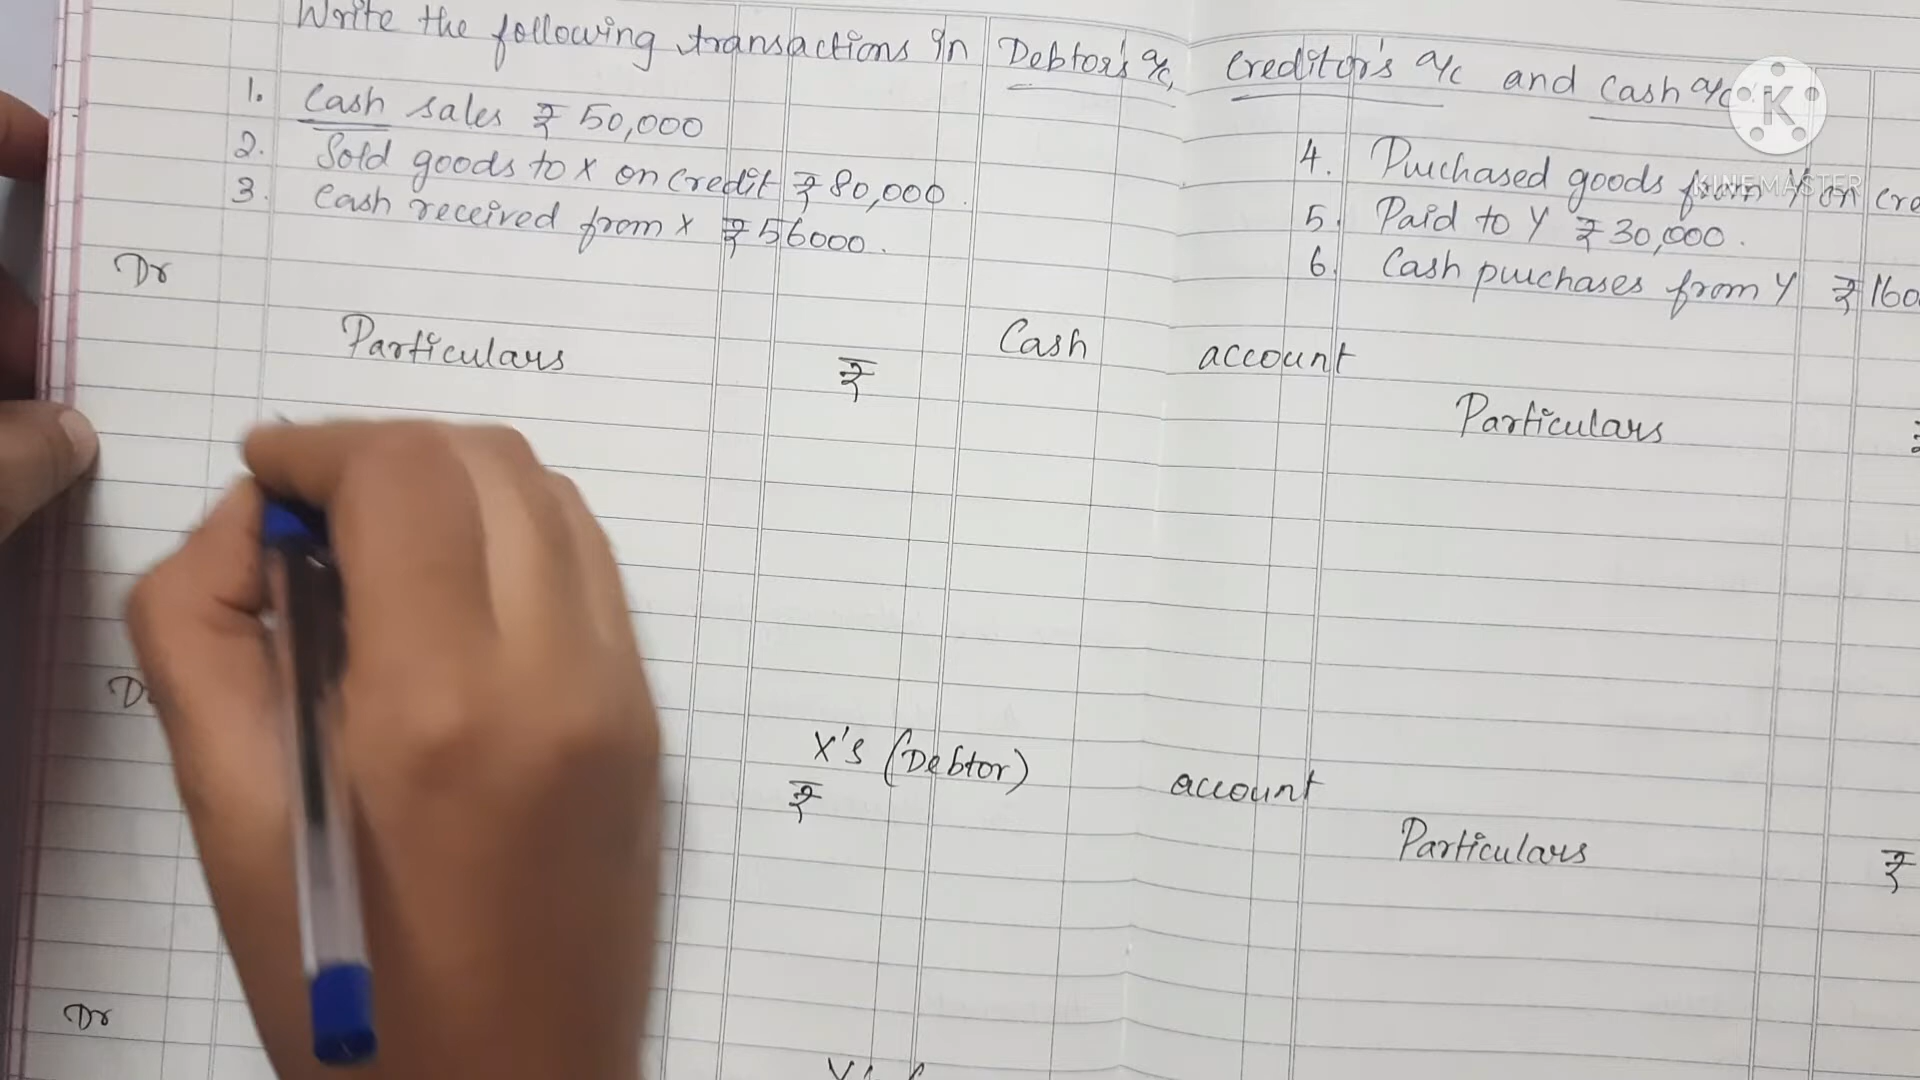 Write the following transactions in Debtor's a/c, Creditor's a/c and Cash a/c
1. Cash sales ₹ 50,000
2. Sold goods to X on credit ₹ 80,000.
3. Cash received from X ₹ 56000.
4. Purchased goods from Y on
5. Paid to Y ₹ 30,000.
6. Cash purchases from Y ₹
KINEMASTER
Dr
Cash account
Particulars ₹ Particulars
X's (Debtor) account
₹ Particulars ₹
Dr